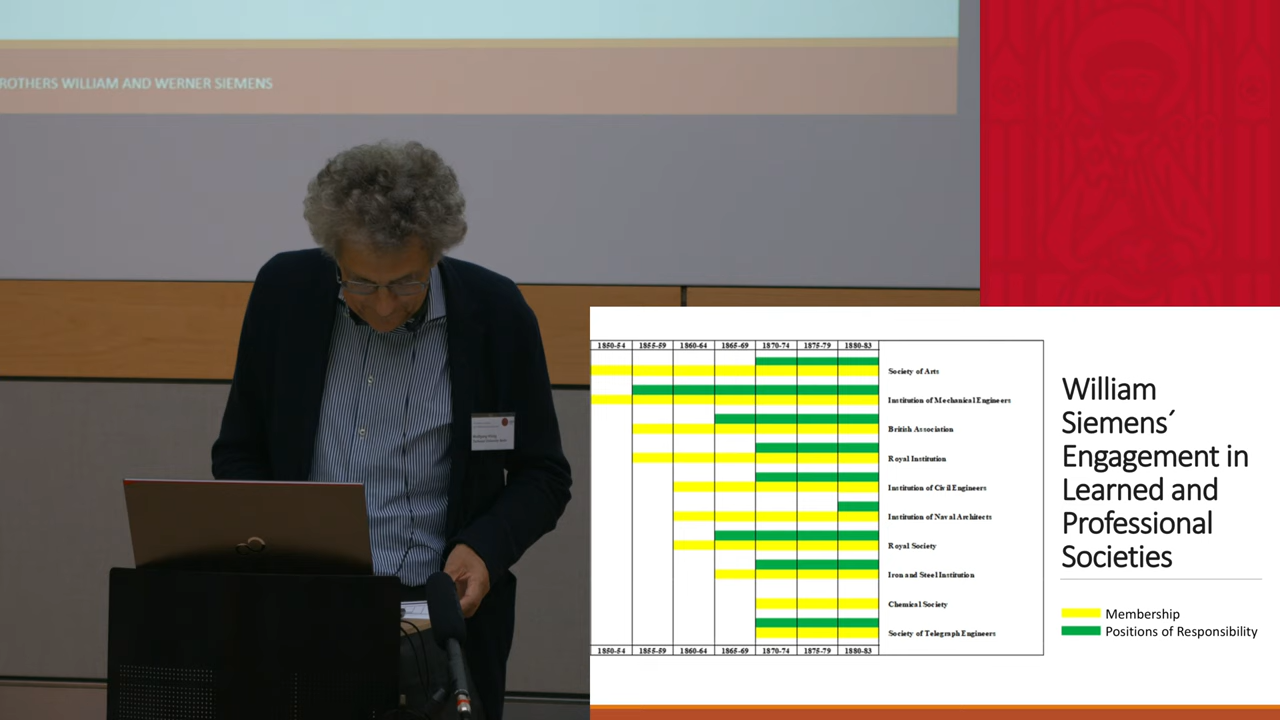 ROTHERS WILLIAM AND WERNER SIEMENS
1850-54 1855-59 1860-64 1865-69 1870-74 1875-79 1880-83
Society of Arts
Institution of Mechanical Engineers
British Association
Royal Institution
Institution of Civil Engineers
Institution of Naval Architects
Royal Society
Iron and Steel Institution
Chemical Society
Society of Telegraph Engineers
1850-54 1855-59 1860-64 1865-69 1870-74 1875-79 1880-83
William
Siemens´
Engagement in
Learned and
Professional
Societies
Membership
Positions of Responsibility